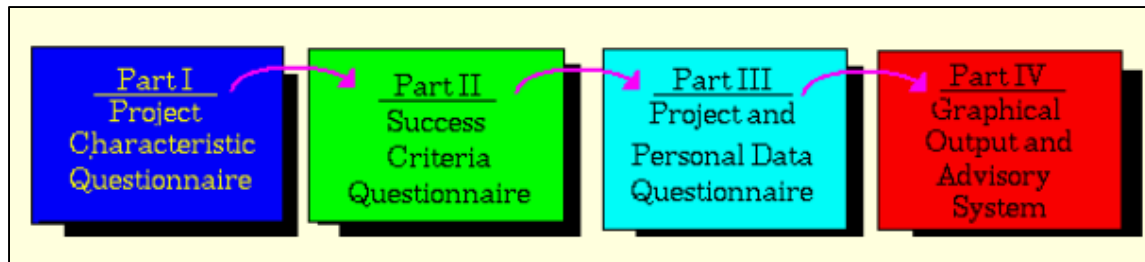 Part I
Project
Characteristic
Questionnaire
Part II
Success
Criteria
Questionnaire
Part III
Project and
Personal Data
Questionnaire
Part IV
Graphical
Output and
Advisory
System